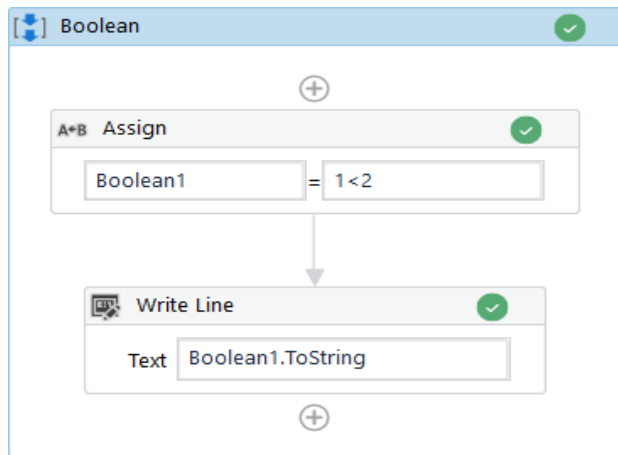 Boolean
A←B Assign
Boolean1 = 1<2
Write Line
Text Boolean1.ToString